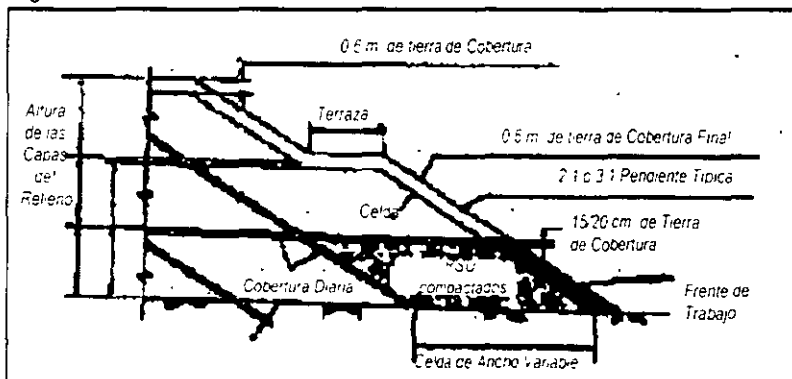 0.6 m. de tierra de Cobertura
Terraza
Altura
de las
Capas
del
Relleno
0.6 m. de tierra de Cobertura Final
2:1 o 3:1 Pendiente Típica
Celda
15/20 cm. de Tierra
de Cobertura
RSU
compactados
Cobertura Diaria
Frente de
Trabajo
Celda de Ancho Variable